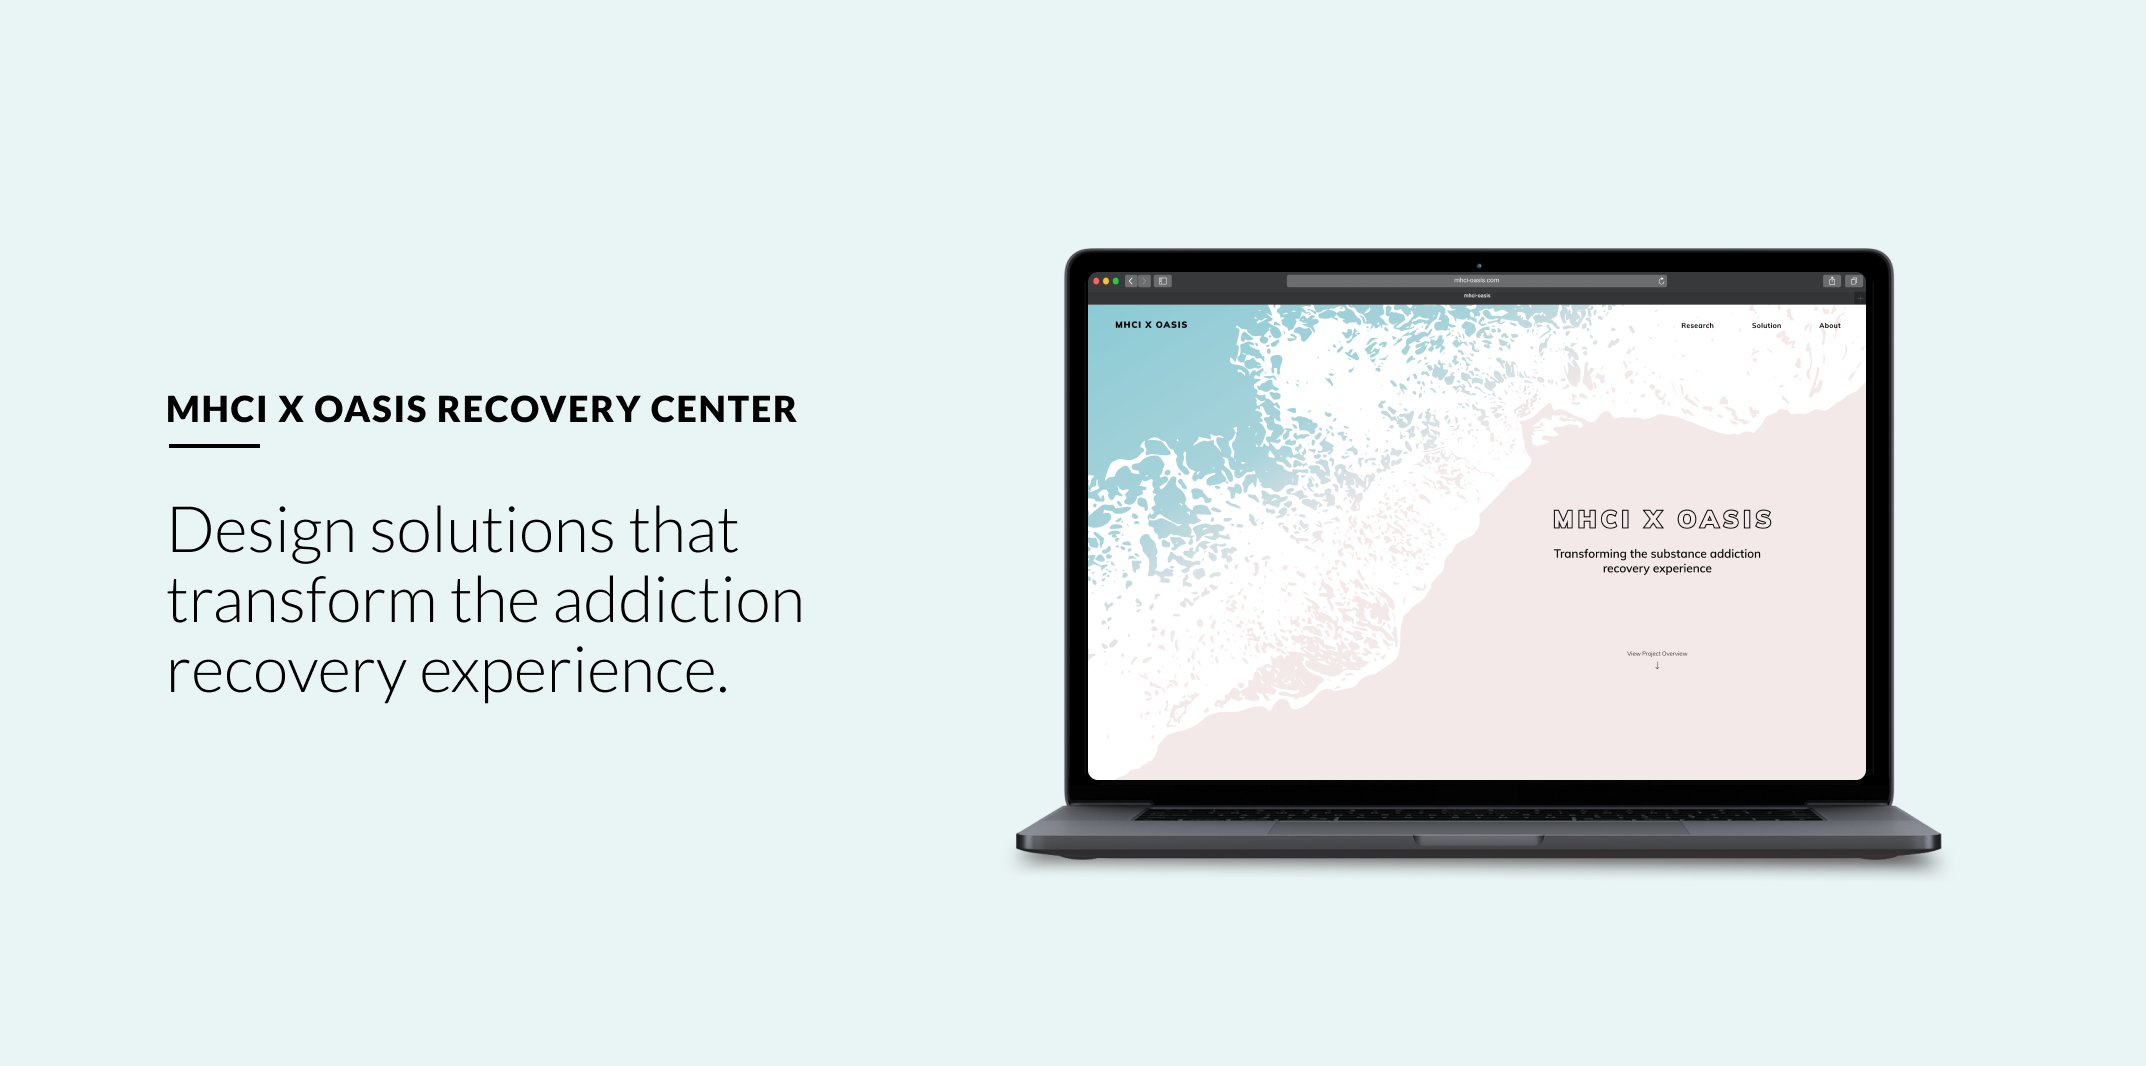 MHCI X OASIS RECOVERY CENTER
Design solutions that
transform the addiction
recovery experience.
mhci-oasis.com
mhci-oasis
MHCI X OASIS
Research
Solution
About
MHCI X OASIS
Transforming the substance addiction
recovery experience
View Project Overview